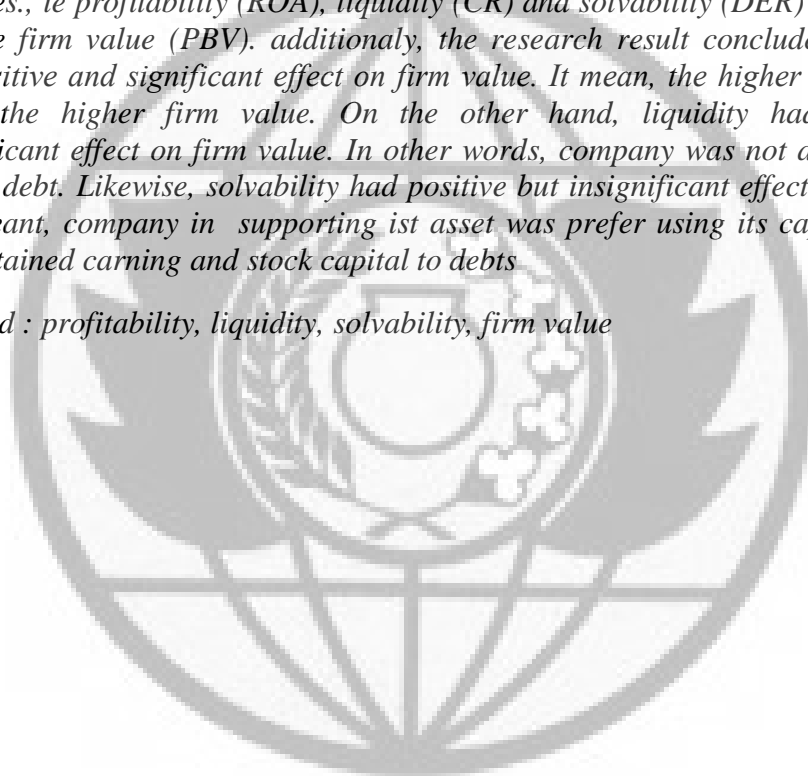 es., ie profitability (ROA), liquidity (CR) and solvability (DER)
e firm value (PBV). additionaly, the research result conclude
itive and significant effect on firm value. It mean, the higher
the higher firm value. On the other hand, liquidity had
icant effect on firm value. In other words, company was not a
debt. Likewise, solvability had positive but insignificant effect
eant, company in supporting ist asset was prefer using its ca
tained carning and stock capital to debts
d : profitability, liquidity, solvability, firm value